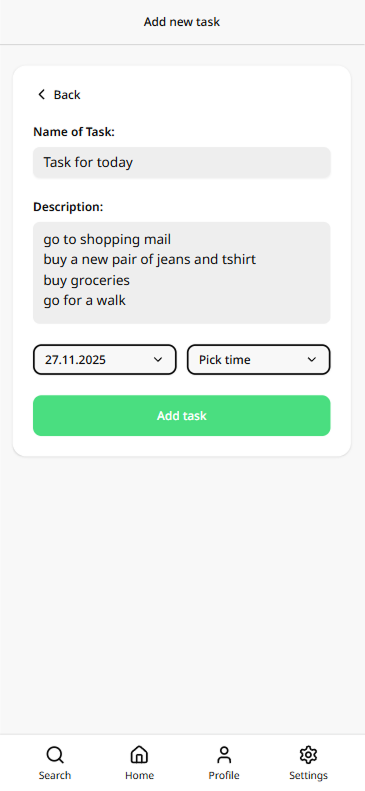 Add new task
Back
Name of Task:
Task for today
Description:
go to shopping mail
buy a new pair of jeans and tshirt
buy groceries
go for a walk
27.11.2025 Pick time
Add task
Search Home Profile Settings